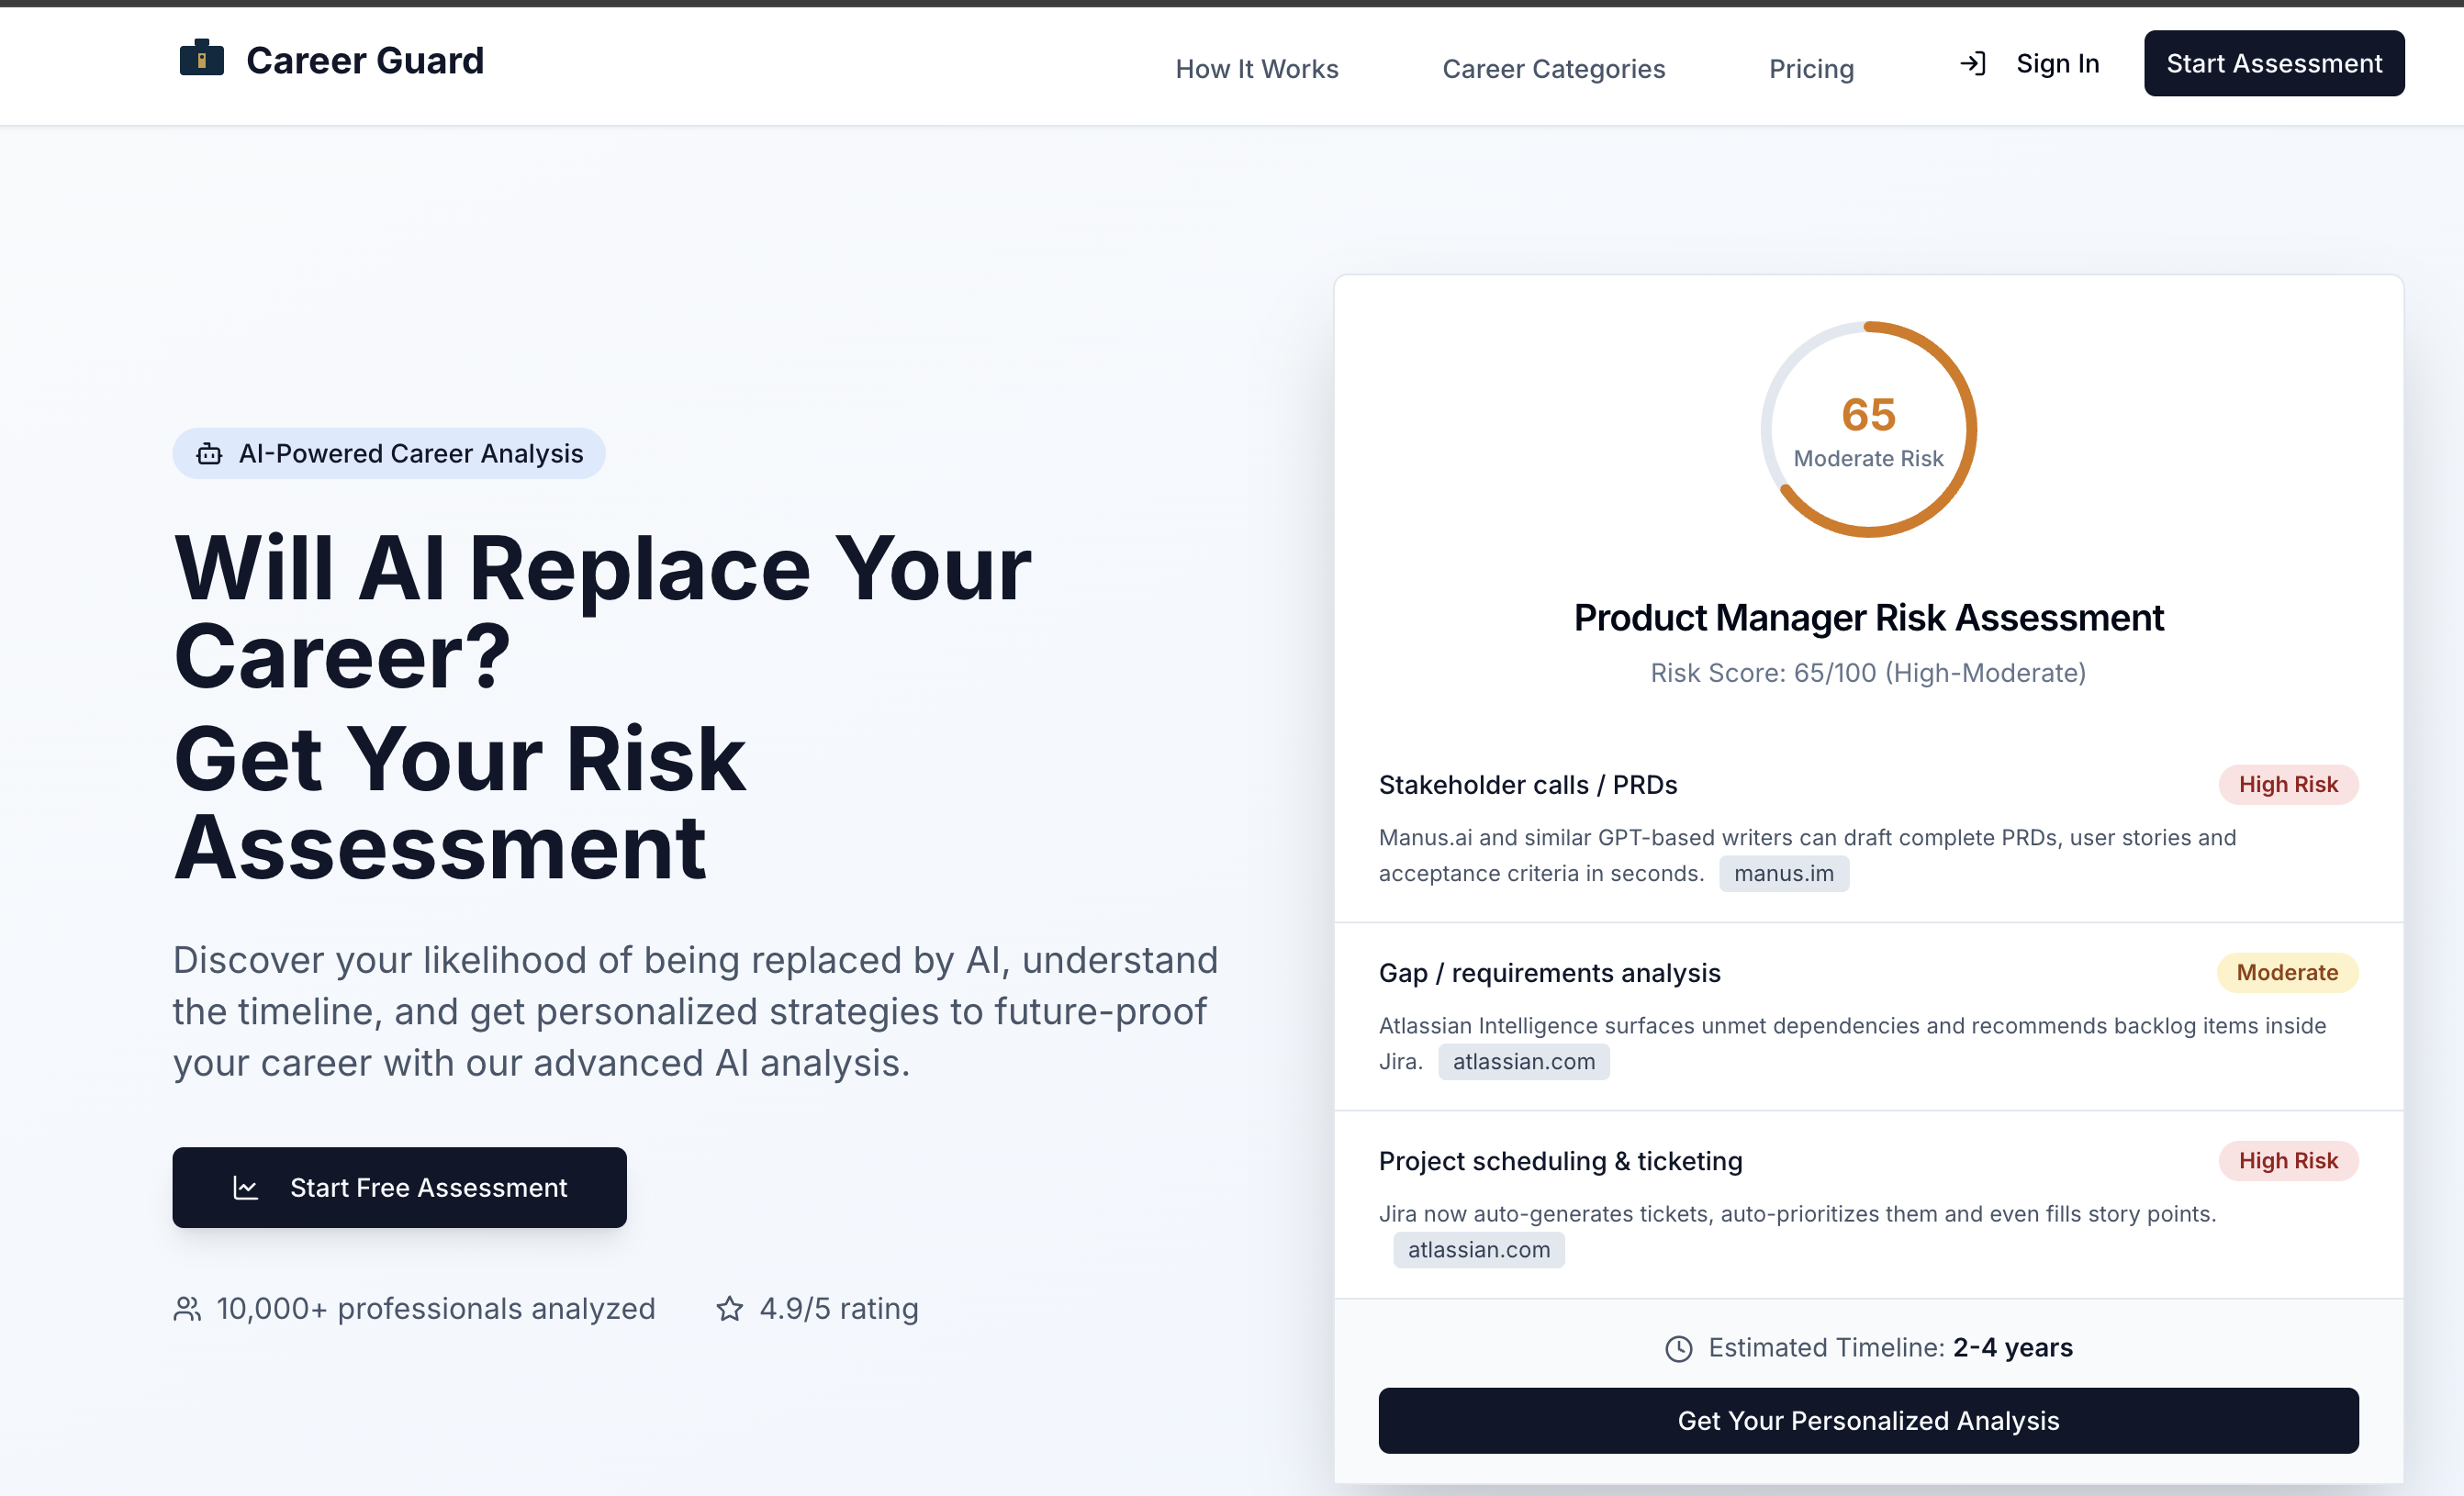 Career Guard
How It Works
Career Categories
Pricing
Sign In
Start Assessment
AI-Powered Career Analysis
Will AI Replace Your
Career?
Get Your Risk
Assessment
Discover your likelihood of being replaced by AI, understand
the timeline, and get personalized strategies to future-proof
your career with our advanced AI analysis.
Start Free Assessment
10,000+ professionals analyzed
4.9/5 rating
65
Moderate Risk
Product Manager Risk Assessment
Risk Score: 65/100 (High-Moderate)
Stakeholder calls / PRDs
High Risk
Manus.ai and similar GPT-based writers can draft complete PRDs, user stories and
acceptance criteria in seconds. manus.im
Gap / requirements analysis
Moderate
Atlassian Intelligence surfaces unmet dependencies and recommends backlog items inside
Jira. atlassian.com
Project scheduling & ticketing
High Risk
Jira now auto-generates tickets, auto-prioritizes them and even fills story points.
atlassian.com
Estimated Timeline: 2-4 years
Get Your Personalized Analysis